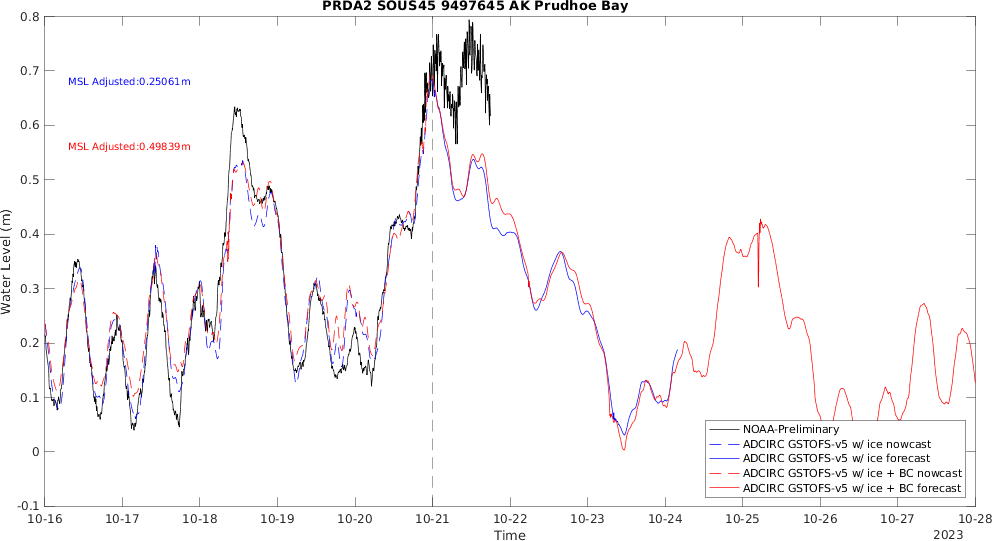 PRDA2 SOUS45 9497645 AK Prudhoe Bay
0.8
0.7
0.6
0.5
0.4
0.3
0.2
0.1
0
-0.1
Water Level (m)
MSL Adjusted:0.25061m
MSL Adjusted:0.49839m
NOAA-Preliminary
ADCIRC GSTOFS-v5 w/ ice nowcast
ADCIRC GSTOFS-v5 w/ ice forecast
ADCIRC GSTOFS-v5 w/ ice + BC nowcast
ADCIRC GSTOFS-v5 w/ ice + BC forecast
10-16 10-17 10-18 10-19 10-20 10-21 10-22 10-23 10-24 10-25 10-26 10-27 10-28
Time
2023